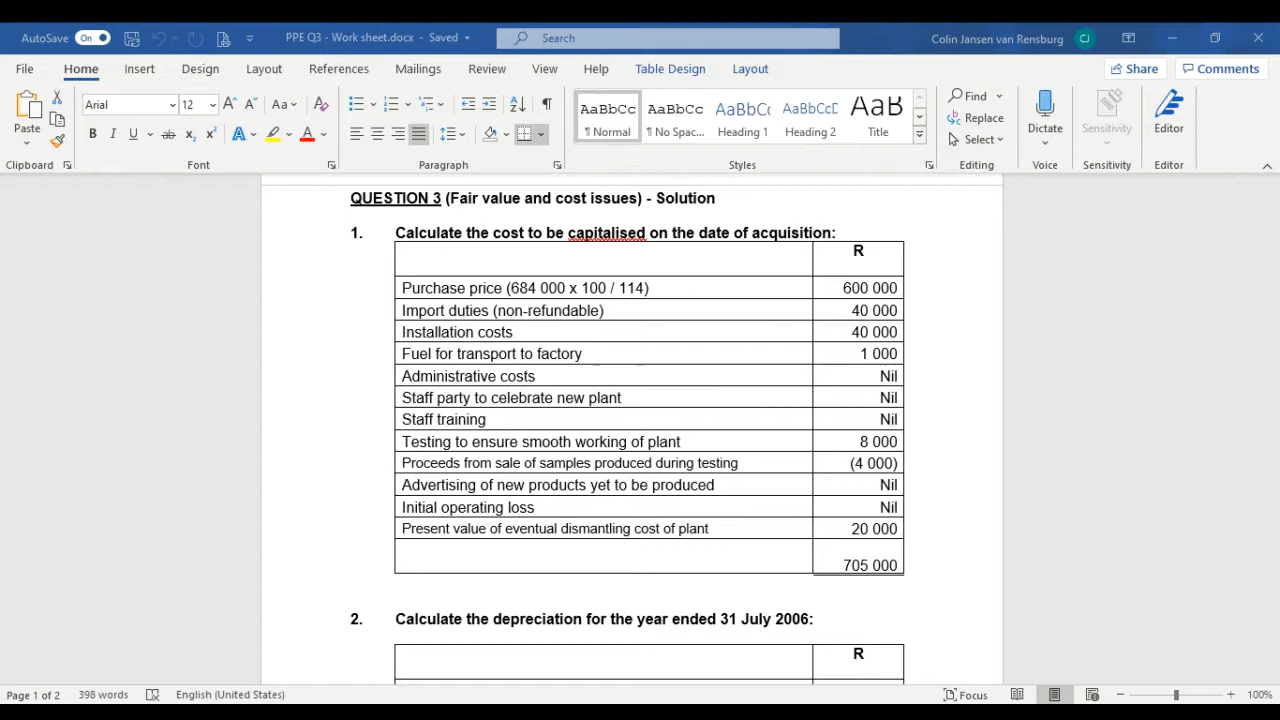 AutoSave On PPE Q3 - Work sheet.docx - Saved Search Colin Jansen van Rensburg CJ
File Home Insert Design Layout References Mailings Review View Help Table Design Layout Share Comments
Paste Arial 12 A A Aa A AaBbCc AaBbCc AaBbCc AaBbCcD AaB Find Replace Select Dictate Sensitivity Editor
B I U ab x2 x2 A A ¶ Normal ¶ No Spac... Heading 1 Heading 2 Title
Clipboard Font Paragraph Styles Editing Voice Sensitivity Editor
QUESTION 3 (Fair value and cost issues) - Solution
1. Calculate the cost to be capitalised on the date of acquisition:
R
Purchase price (684 000 x 100 / 114) 600 000
Import duties (non-refundable) 40 000
Installation costs 40 000
Fuel for transport to factory 1 000
Administrative costs Nil
Staff party to celebrate new plant Nil
Staff training Nil
Testing to ensure smooth working of plant 8 000
Proceeds from sale of samples produced during testing (4 000)
Advertising of new products yet to be produced Nil
Initial operating loss Nil
Present value of eventual dismantling cost of plant 20 000
705 000
2. Calculate the depreciation for the year ended 31 July 2006:
R
Page 1 of 2 398 words English (United States) Focus 100%